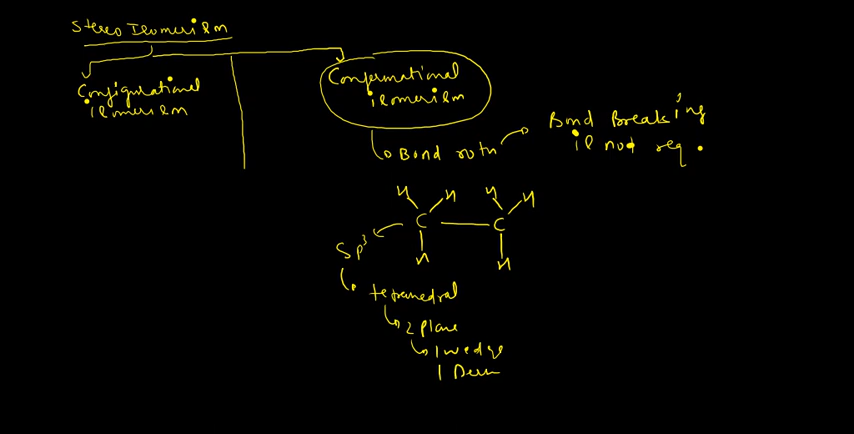 Stereo Isomerism
Configurational
isomerism
Conformational
isomerism
Bond rotn
Bond Breaking
is not req.
H H H H
C C
H H
Sp³
tetrahedral
2 plane
1 wedge
1